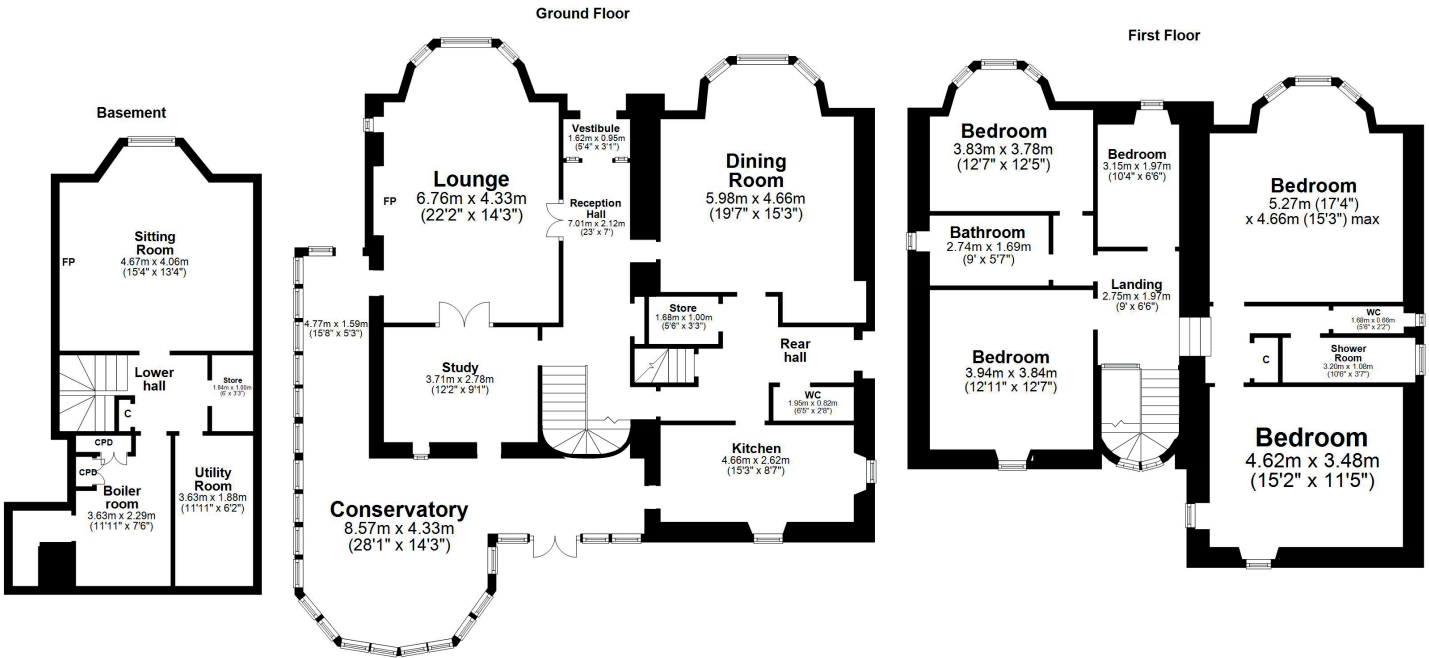 Basement
Sitting
Room
4.67m x 4.06m
(15'4" x 13'4")
FP
Lower
hall
Store
1.84m x 1.00m
(6' x 3'3")
C
CPD
CPD
Boiler
room
3.63m x 2.29m
(11'11" x 7'6")
Utility
Room
3.63m x 1.88m
(11'11" x 6'2")
Ground Floor
Lounge
6.76m x 4.33m
(22'2" x 14'3")
FP
Vestibule
1.62m x 0.95m
(5'4" x 3'1")
Reception
Hall
7.01m x 2.12m
(23' x 7')
Dining
Room
5.98m x 4.66m
(19'7" x 15'3")
4.77m x 1.59m
(15'8" x 5'3")
Store
1.68m x 1.00m
(5'6" x 3'3")
Rear
hall
Study
3.71m x 2.78m
(12'2" x 9'1")
WC
1.95m x 0.82m
(6'5" x 2'8")
Kitchen
4.66m x 2.62m
(15'3" x 8'7")
Conservatory
8.57m x 4.33m
(28'1" x 14'3")
First Floor
Bedroom
3.83m x 3.78m
(12'7" x 12'5")
Bedroom
3.15m x 1.97m
(10'4" x 6'6")
Bedroom
5.27m (17'4")
x 4.66m (15'3") max
Bathroom
2.74m x 1.69m
(9' x 5'7")
Landing
2.75m x 1.97m
(9' x 6'6")
WC
1.68m x 0.66m
(5'6" x 2'2")
C
Shower
Room
3.20m x 1.08m
(10'6" x 3'7")
Bedroom
3.94m x 3.84m
(12'11" x 12'7")
Bedroom
4.62m x 3.48m
(15'2" x 11'5")